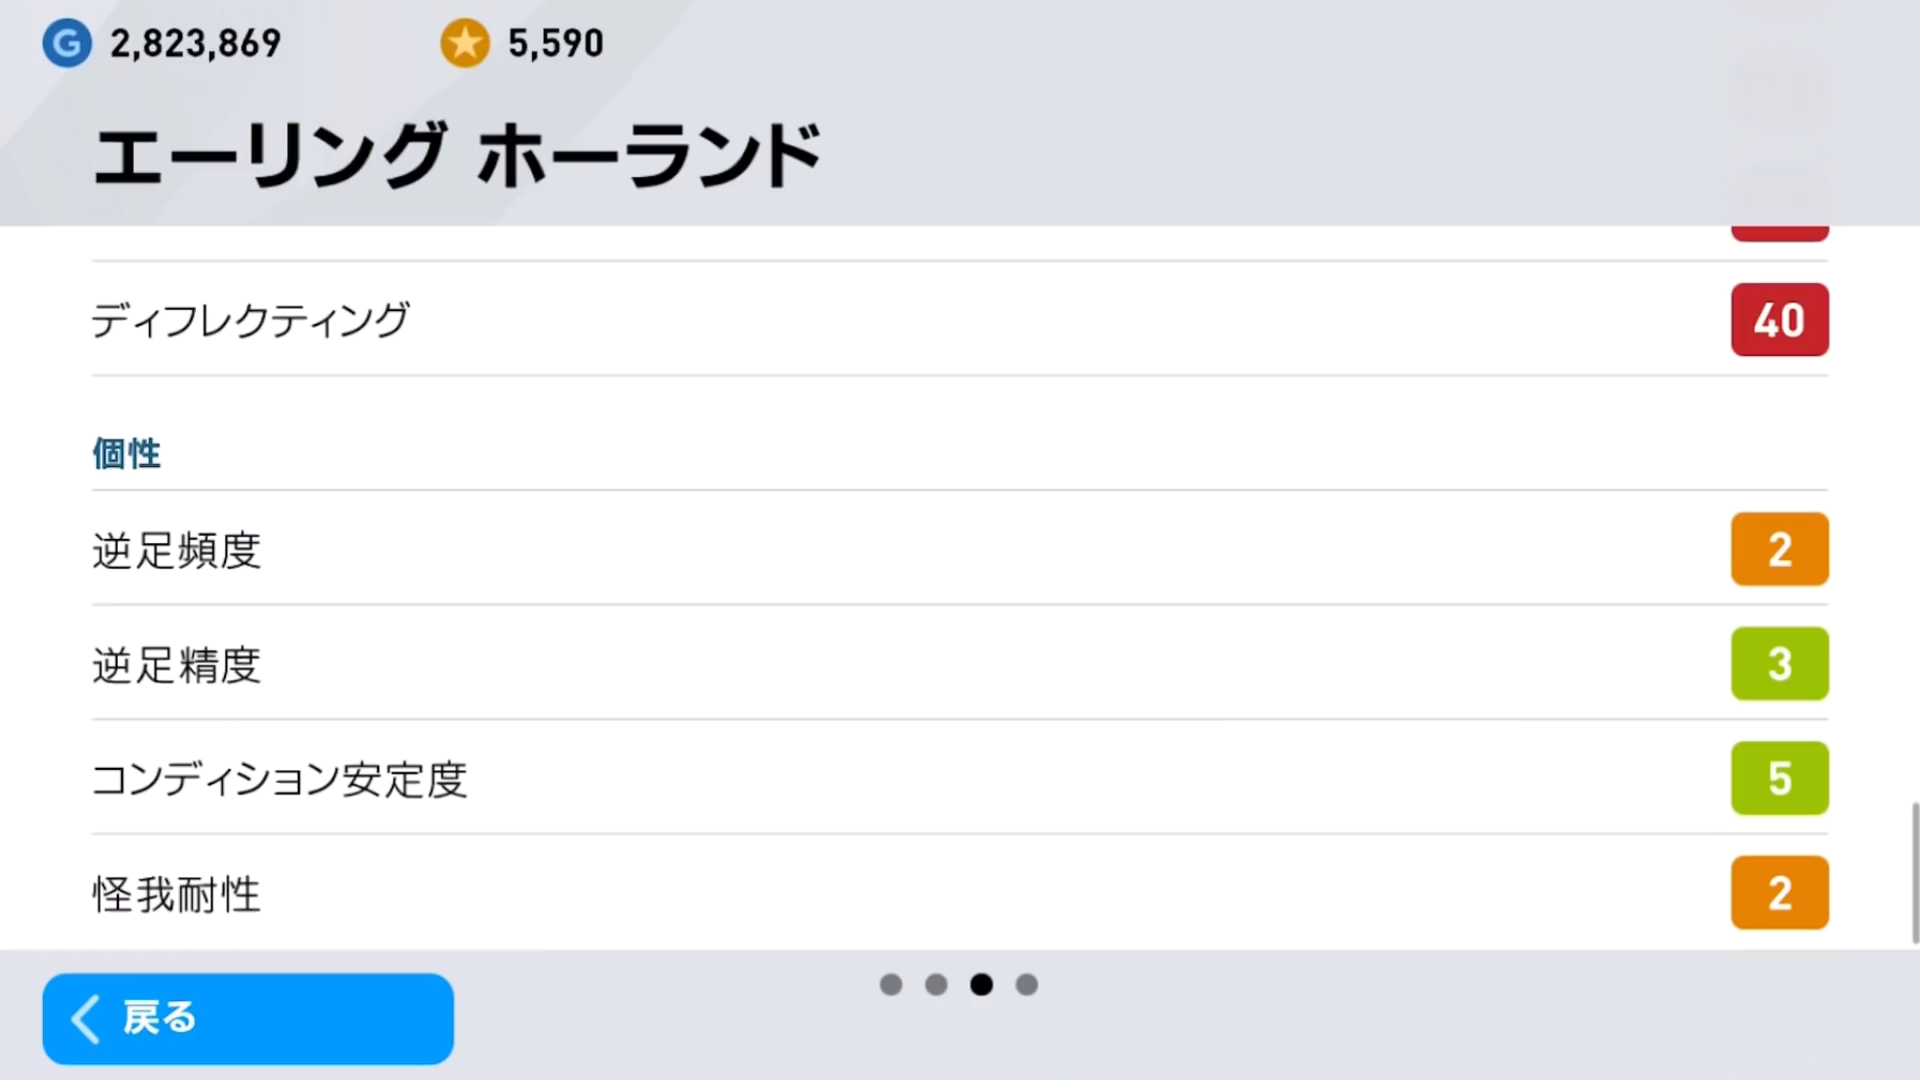 G 2,823,869 5,590
エーリング ホーランド
ディフレクティング 40
個性
逆足頻度 2
逆足精度 3
コンディション安定度 5
怪我耐性 2
戻る